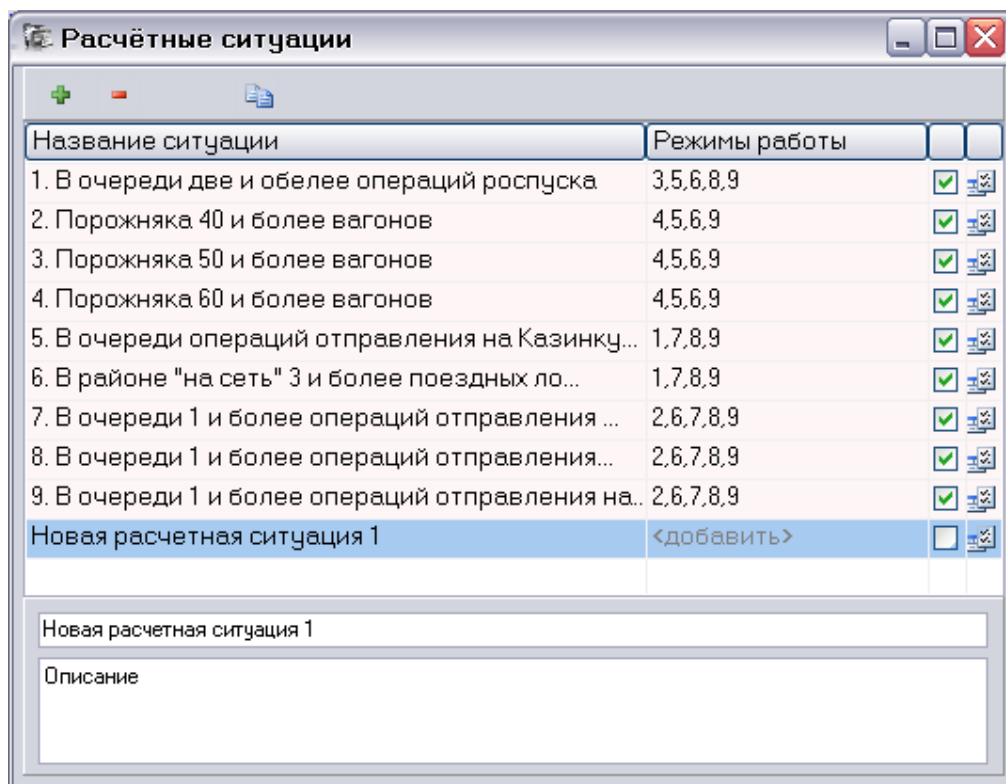 Расчётные ситуации
Название ситуации Режимы работы
1. В очереди две и обелее операций роспуска 3,5,6,8,9
2. Порожняка 40 и более вагонов 4,5,6,9
3. Порожняка 50 и более вагонов 4,5,6,9
4. Порожняка 60 и более вагонов 4,5,6,9
5. В очереди операций отправления на Казинку... 1,7,8,9
6. В районе "на сеть" 3 и более поездных ло... 1,7,8,9
7. В очереди 1 и более операций отправления ... 2,6,7,8,9
8. В очереди 1 и более операций отправления... 2,6,7,8,9
9. В очереди 1 и более операций отправления на.. 2,6,7,8,9
Новая расчетная ситуация 1 <добавить>
Новая расчетная ситуация 1
Описание